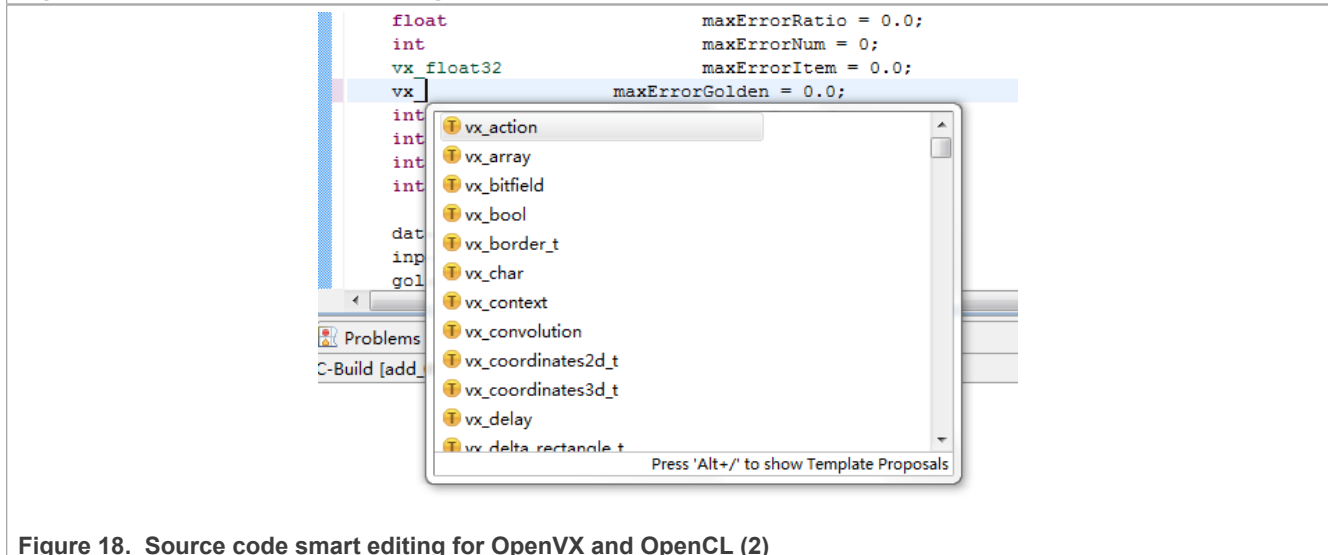 float maxErrorRatio = 0.0;
int maxErrorNum = 0;
vx_float32 maxErrorItem = 0.0;
vx_ maxErrorGolden = 0.0;
int
int
int
int
dat
inp
gol
vx_action
vx_array
vx_bitfield
vx_bool
vx_border_t
vx_char
vx_context
vx_convolution
vx_coordinates2d_t
vx_coordinates3d_t
vx_delay
vx_delta_rectangle_t
Press 'Alt+/' to show Template Proposals
Problems
C-Build [add_
Figure 18. Source code smart editing for OpenVX and OpenCL (2)